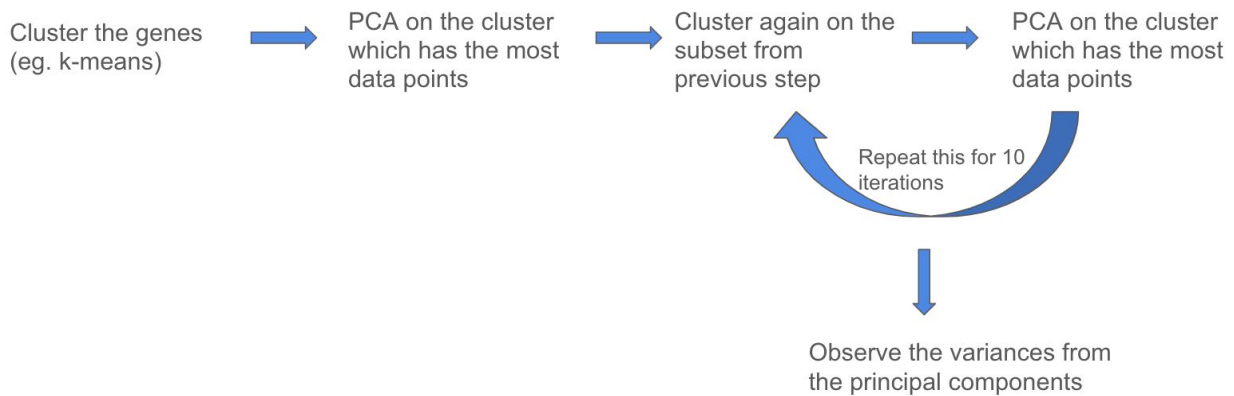 Cluster the genes
(eg. k-means)
PCA on the cluster
which has the most
data points
Cluster again on the
subset from
previous step
PCA on the cluster
which has the most
data points
Repeat this for 10
iterations
Observe the variances from
the principal components